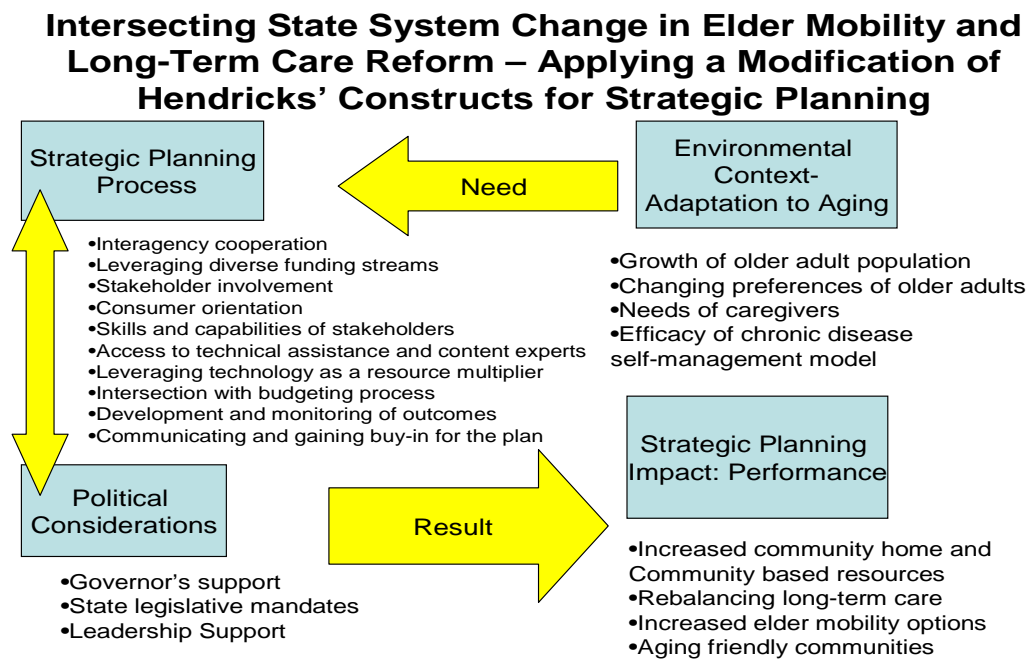 Intersecting State System Change in Elder Mobility and
Long-Term Care Reform – Applying a Modification of
Hendricks’ Constructs for Strategic Planning
Strategic Planning
Process
Need
Environmental
Context-
Adaptation to Aging
•Interagency cooperation
•Leveraging diverse funding streams
•Stakeholder involvement
•Consumer orientation
•Skills and capabilities of stakeholders
•Access to technical assistance and content experts
•Leveraging technology as a resource multiplier
•Intersection with budgeting process
•Development and monitoring of outcomes
•Communicating and gaining buy-in for the plan
•Growth of older adult population
•Changing preferences of older adults
•Needs of caregivers
•Efficacy of chronic disease
self-management model
Political
Considerations
Result
Strategic Planning
Impact: Performance
•Governor’s support
•State legislative mandates
•Leadership Support
•Increased community home and
Community based resources
•Rebalancing long-term care
•Increased elder mobility options
•Aging friendly communities